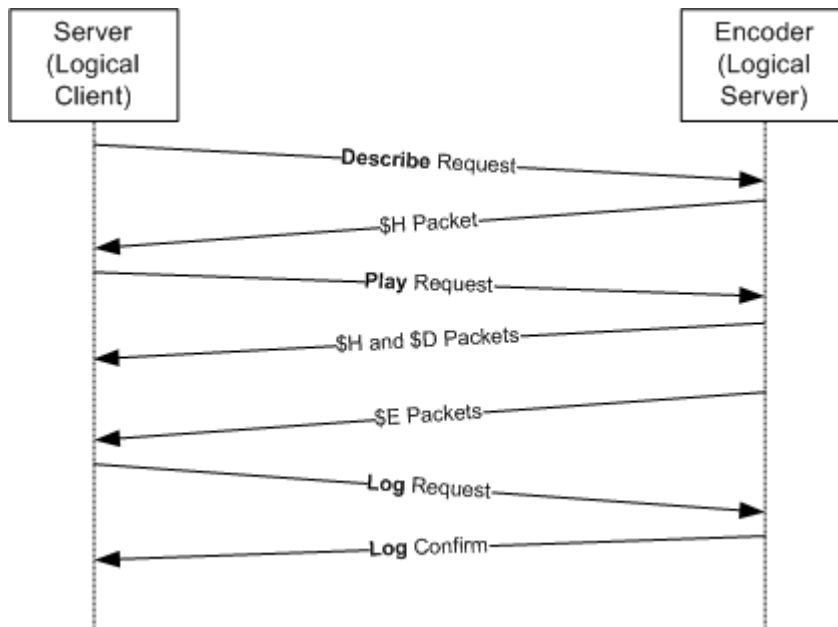 Server
(Logical
Client)
Encoder
(Logical
Server)
Describe Request
$H Packet
Play Request
$H and $D Packets
$E Packets
Log Request
Log Confirm